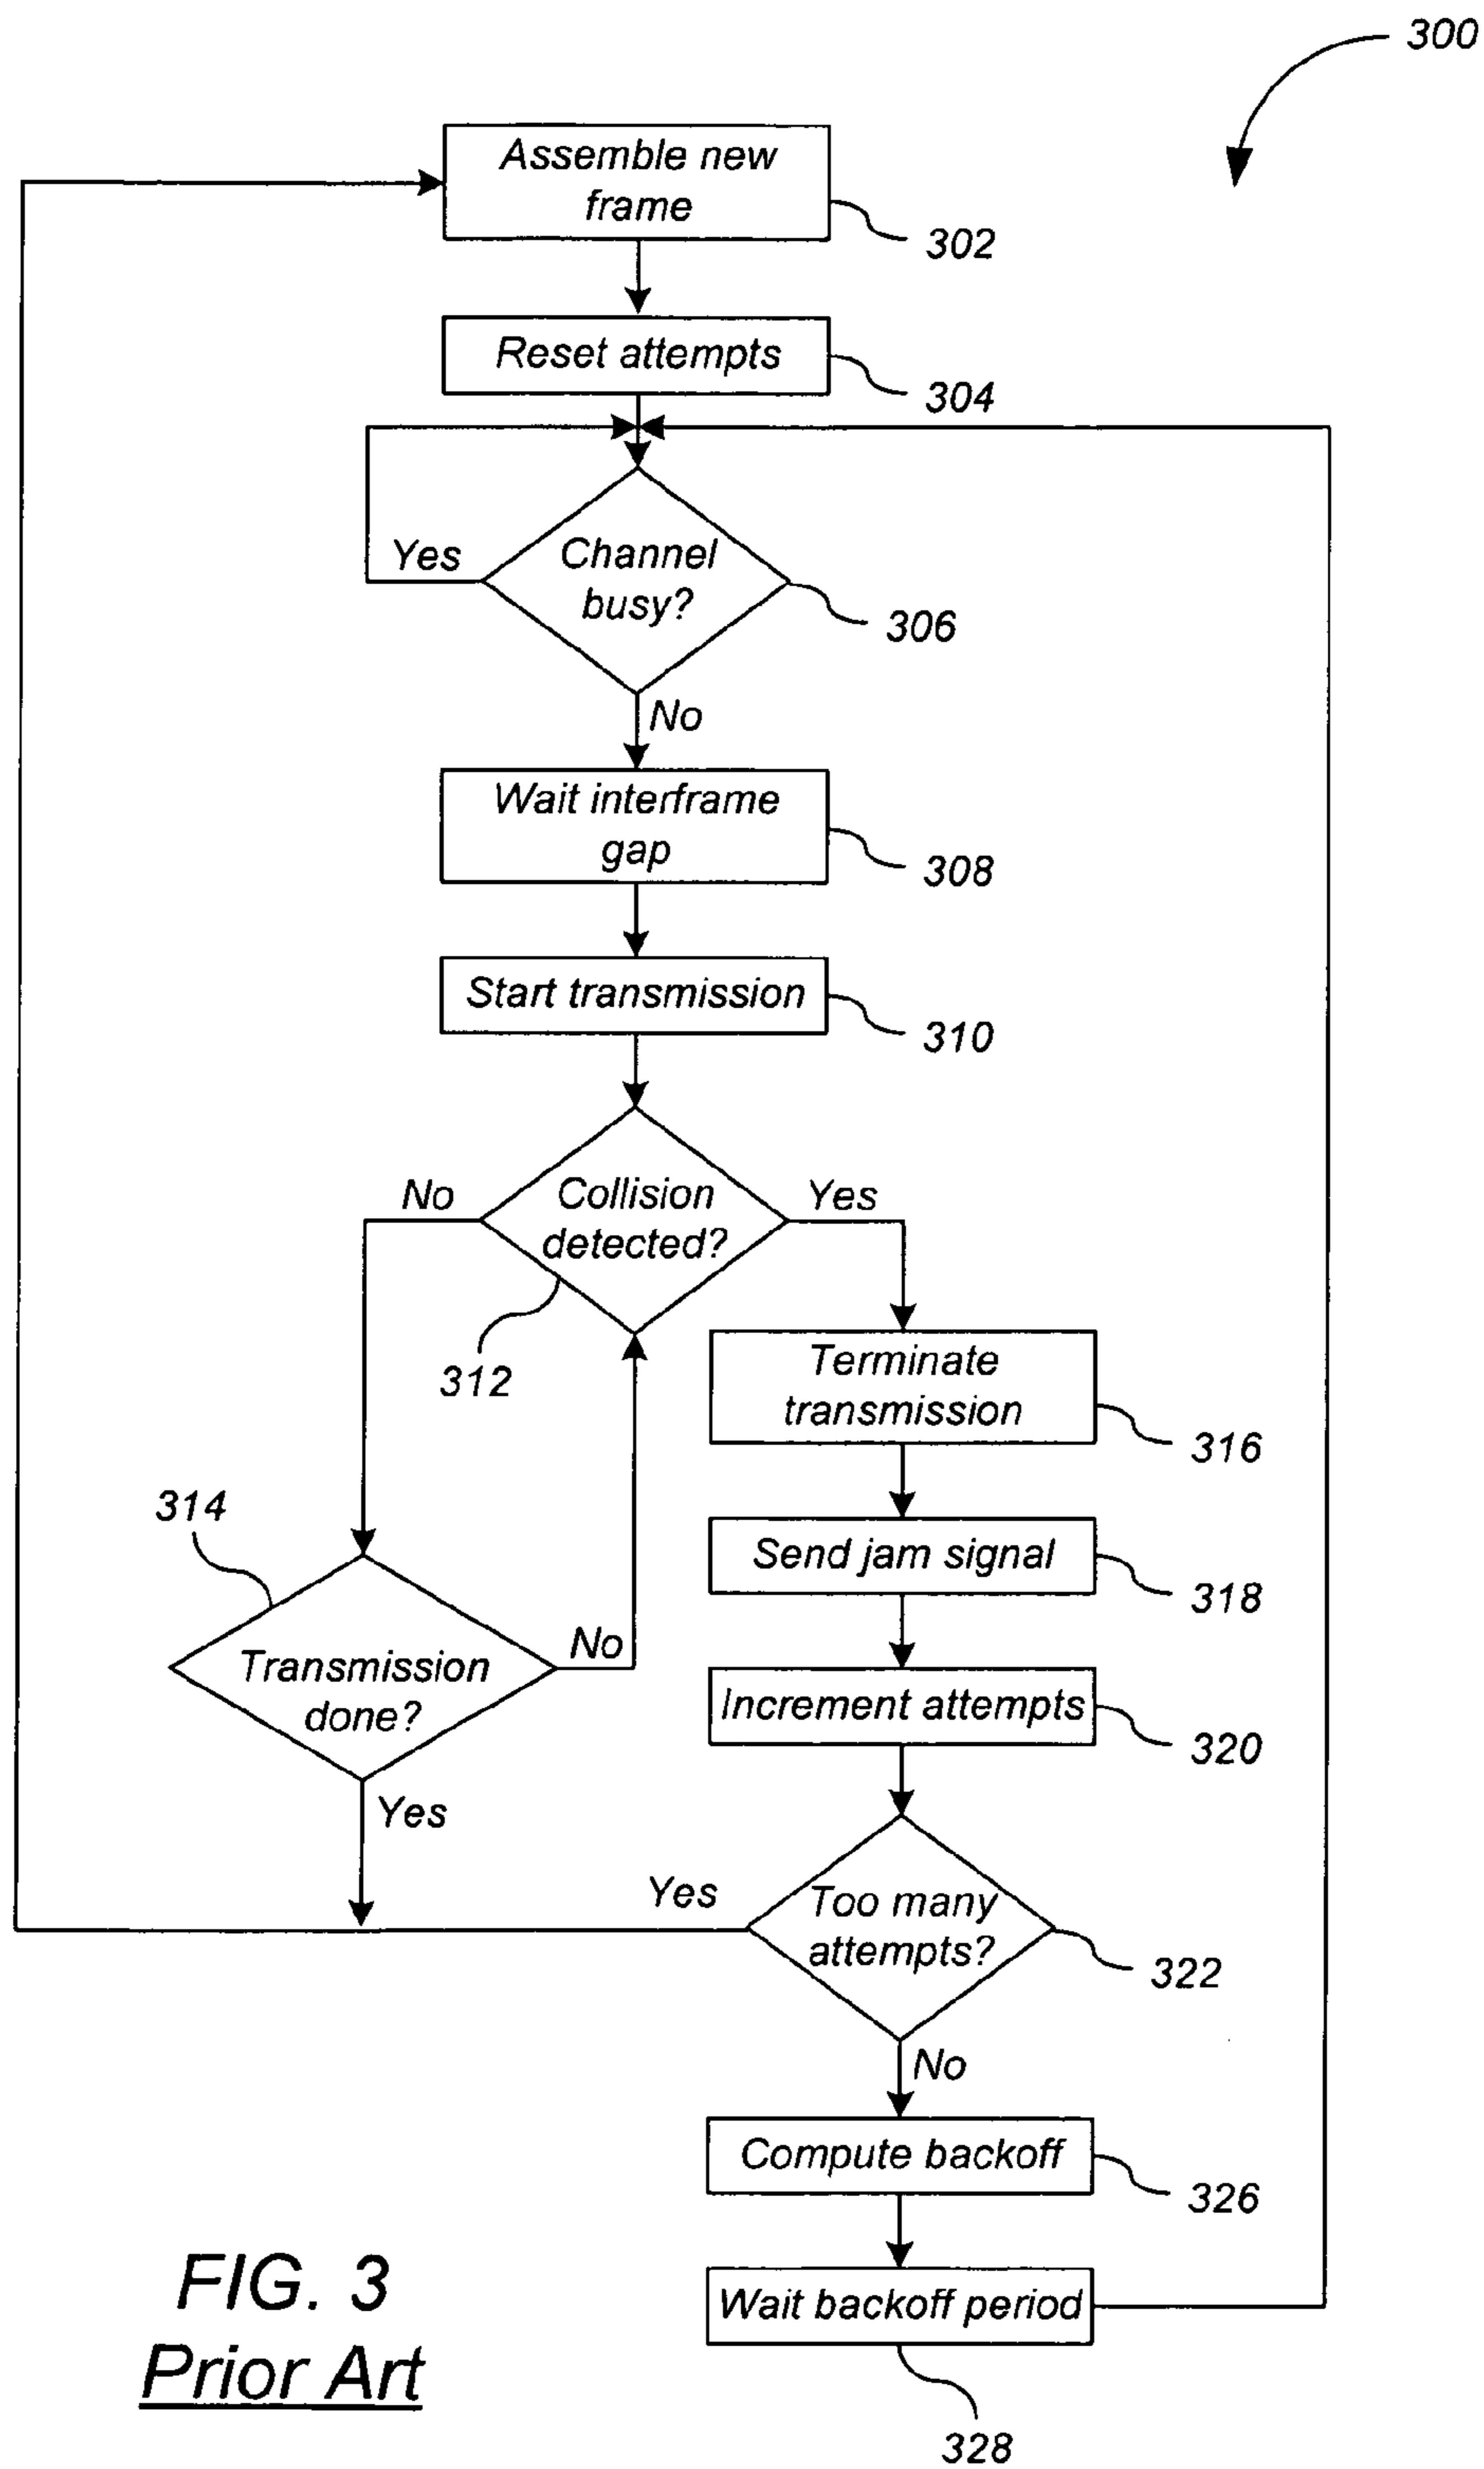 300
Assemble new
frame
302
Reset attempts
304
Yes
Channel
busy?
306
No
Wait interframe
gap
308
Start transmission
310
No
Collision
detected?
Yes
312
Terminate
transmission
316
314
Send jam signal
318
Transmission
done?
No
Increment attempts
320
Yes
Yes
Too many
attempts?
322
No
Compute backoff
326
Wait backoff period
328
FIG. 3
Prior Art